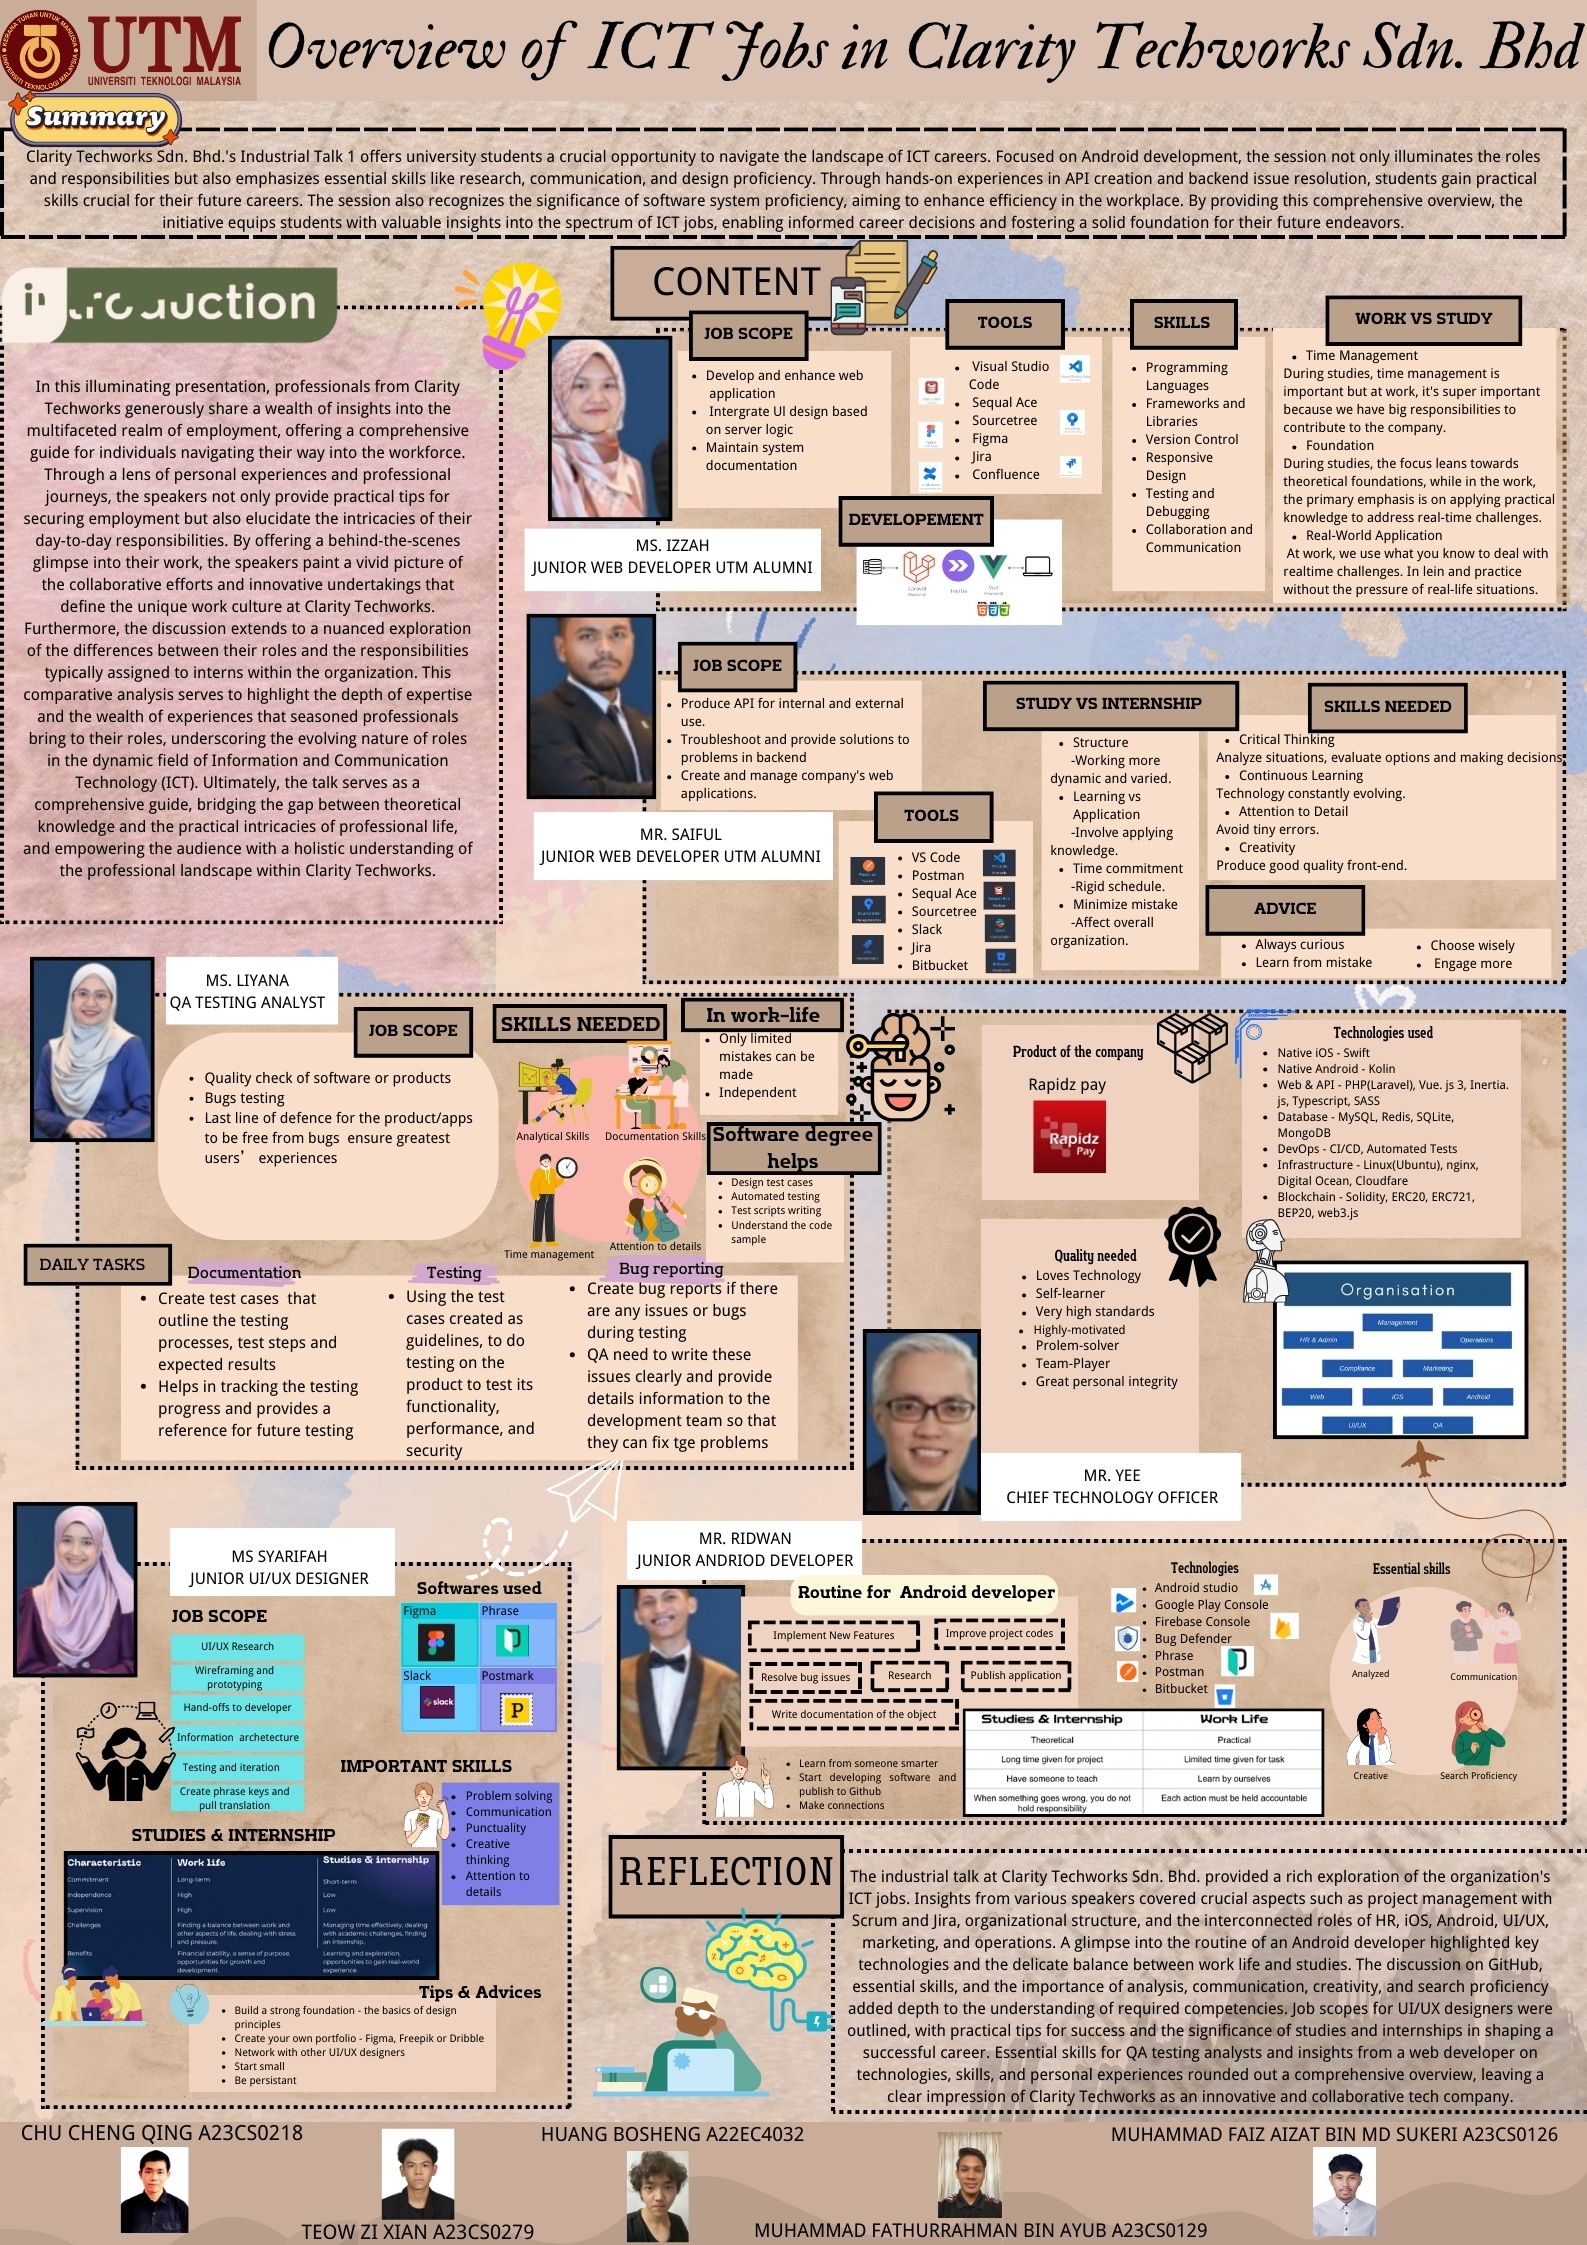 UTM
UNIVERSITI TEKNOLOGI MALAYSIA
Overview of ICT Jobs in Clarity Techworks Sdn. Bhd
Summary
Clarity Techworks Sdn. Bhd.'s Industrial Talk 1 offers university students a crucial opportunity to navigate the landscape of ICT careers. Focused on Android development, the session not only illuminates the roles
and responsibilities but also emphasizes essential skills like research, communication, and design proficiency. Through hands-on experiences in API creation and backend issue resolution, students gain practical
skills crucial for their future careers. The session also recognizes the significance of software system proficiency, aiming to enhance efficiency in the workplace. By providing this comprehensive overview, the
initiative equips students with valuable insights into the spectrum of ICT jobs, enabling informed career decisions and fostering a solid foundation for their future endeavors.
In this illuminating presentation, professionals from Clarity
Techworks generously share a wealth of insights into the
multifaceted realm of employment, offering a comprehensive
guide for individuals navigating their way into the workforce.
Through a lens of personal experiences and professional
journeys, the speakers not only provide practical tips for
securing employment but also elucidate the intricacies of their
day-to-day responsibilities. By offering a behind-the-scenes
glimpse into their work, the speakers paint a vivid picture of
the collaborative efforts and innovative undertakings that
define the unique work culture at Clarity Techworks.
Furthermore, the discussion extends to a nuanced exploration
of the differences between their roles and the responsibilities
typically assigned to interns within the organization. This
comparative analysis serves to highlight the depth of expertise
and the wealth of experiences that seasoned professionals
bring to their roles, underscoring the evolving nature of roles
in the dynamic field of Information and Communication
Technology (ICT). Ultimately, the talk serves as a
comprehensive guide, bridging the gap between theoretical
knowledge and the practical intricacies of professional life,
and empowering the audience with a holistic understanding of
the professional landscape within Clarity Techworks.
CONTENT
JOB SCOPE
• Develop and enhance web
application
• Intergrate UI design based
on server logic
• Maintain system
documentation
TOOLS
• Visual Studio
Code
• Sequal Ace
• Sourcetree
• Figma
• Jira
• Confluence
SKILLS
• Programming
Languages
• Frameworks and
Libraries
• Version Control
• Responsive
Design
• Testing and
Debugging
• Collaboration and
Communication
WORK VS STUDY
• Time Management
During studies, time management is
important but at work, it's super important
because we have big responsibilities to
contribute to the company.
• Foundation
During studies, the focus leans towards
theoretical foundations, while in the work,
the primary emphasis is on applying practical
knowledge to address real-time challenges.
• Real-World Application
At work, we use what you know to deal with
realtime challenges. In lein and practice
without the pressure of real-life situations.
DEVELOPEMENT
Laravel
Inertia
Vue
MS. IZZAH
JUNIOR WEB DEVELOPER UTM ALUMNI
JOB SCOPE
• Produce API for internal and external
use.
• Troubleshoot and provide solutions to
problems in backend
• Create and manage company's web
applications.
MR. SAIFUL
JUNIOR WEB DEVELOPER UTM ALUMNI
TOOLS
• VS Code
• Postman
• Sequal Ace
• Sourcetree
• Slack
• Jira
• Bitbucket
STUDY VS INTERNSHIP
• Structure
-Working more
dynamic and varied.
• Learning vs
Application
-Involve applying
knowledge.
• Time commitment
-Rigid schedule.
• Minimize mistake
-Affect overall
organization.
SKILLS NEEDED
• Critical Thinking
Analyze situations, evaluate options and making decisions.
• Continuous Learning
Technology constantly evolving.
• Attention to Detail
Avoid tiny errors.
• Creativity
Produce good quality front-end.
ADVICE
• Always curious
• Learn from mistake
• Choose wisely
• Engage more
MS. LIYANA
QA TESTING ANALYST
JOB SCOPE
• Quality check of software or products
• Bugs testing
• Last line of defence for the product/apps
to be free from bugs ensure greatest
users’ experiences
SKILLS NEEDED
Analytical Skills
Documentation Skills
Time management
Attention to details
In work-life
• Only limited
mistakes can be
made
• Independent
Software degree
helps
• Design test cases
• Automated testing
• Test scripts writing
• Understand the code
sample
DAILY TASKS
Documentation
• Create test cases that
outline the testing
processes, test steps and
expected results
• Helps in tracking the testing
progress and provides a
reference for future testing
Testing
• Using the test
cases created as
guidelines, to do
testing on the
product to test its
functionality,
performance, and
security
Bug reporting
• Create bug reports if there
are any issues or bugs
during testing
• QA need to write these
issues clearly and provide
details information to the
development team so that
they can fix tge problems
Product of the company
Rapidz pay
Rapidz
Pay
Technologies used
• Native iOS - Swift
• Native Android - Kolin
• Web & API - PHP(Laravel), Vue. js 3, Inertia.
js, Typescript, SASS
• Database - MySQL, Redis, SQLite,
MongoDB
• DevOps - CI/CD, Automated Tests
• Infrastructure - Linux(Ubuntu), nginx,
Digital Ocean, Cloudfare
• Blockchain - Solidity, ERC20, ERC721,
BEP20, web3.js
Quality needed
• Loves Technology
• Self-learner
• Very high standards
• Highly-motivated
• Prolem-solver
• Team-Player
• Great personal integrity
Organisation
Management
HR & Admin
Operations
Compliance
Marketing
Web
iOS
Android
UI/UX
QA
MR. YEE
CHIEF TECHNOLOGY OFFICER
MS SYARIFAH
JUNIOR UI/UX DESIGNER
JOB SCOPE
UI/UX Research
Wireframing and
prototyping
Hand-offs to developer
Information archetecture
Testing and iteration
Create phrase keys and
pull translation
Softwares used
Figma
Phrase
Slack
slack
Postmark
P
IMPORTANT SKILLS
• Problem solving
• Communication
• Punctuality
• Creative
thinking
• Attention to
details
STUDIES & INTERNSHIP
Characteristic
Work life
Studies & internship
Commitment
Long-term
Short-term
Independence
High
Low
Supervision
High
Low
Challenges
Finding a balance between work and
other aspects of life, dealing with stress
and pressure.
Managing time effectively, dealing
with academic challenges, finding
an internship.
Benefits
Financial stability, a sense of purpose,
opportunities for growth and
development.
Learning and exploration,
opportunities to gain real-world
experience.
Tips & Advices
• Build a strong foundation - the basics of design
principles
• Create your own portfolio - Figma, Freepik or Dribble
• Network with other UI/UX designers
• Start small
• Be persistant
MR. RIDWAN
JUNIOR ANDRIOD DEVELOPER
Routine for Android developer
Implement New Features
Improve project codes
Resolve bug issues
Research
Publish application
Write documentation of the object
• Learn from someone smarter
• Start developing software and
publish to Github
• Make connections
Technologies
• Android studio
• Google Play Console
• Firebase Console
• Bug Defender
• Phrase
• Postman
• Bitbucket
Essential skills
Analyzed
Communication
Creative
Search Proficiency
Studies & Internship
Work Life
Theoretical
Practical
Long time given for project
Limited time given for task
Have someone to teach
Learn by ourselves
When something goes wrong, you do not
hold responsibility
Each action must be held accountable
REFLECTION
The industrial talk at Clarity Techworks Sdn. Bhd. provided a rich exploration of the organization's
ICT jobs. Insights from various speakers covered crucial aspects such as project management with
Scrum and Jira, organizational structure, and the interconnected roles of HR, iOS, Android, UI/UX,
marketing, and operations. A glimpse into the routine of an Android developer highlighted key
technologies and the delicate balance between work life and studies. The discussion on GitHub,
essential skills, and the importance of analysis, communication, creativity, and search proficiency
added depth to the understanding of required competencies. Job scopes for UI/UX designers were
outlined, with practical tips for success and the significance of studies and internships in shaping a
successful career. Essential skills for QA testing analysts and insights from a web developer on
technologies, skills, and personal experiences rounded out a comprehensive overview, leaving a
clear impression of Clarity Techworks as an innovative and collaborative tech company.
CHU CHENG QING A23CS0218
TEOW ZI XIAN A23CS0279
HUANG BOSHENG A22EC4032
MUHAMMAD FATHURRAHMAN BIN AYUB A23CS0129
MUHAMMAD FAIZ AIZAT BIN MD SUKERI A23CS0126